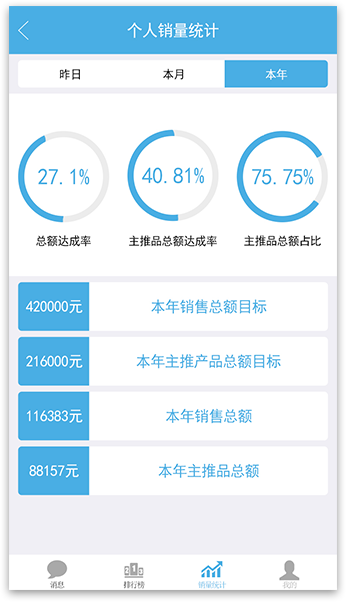 个人销量统计
昨日 本月 本年
27.1% 40.81% 75.75%
总额达成率 主推品总额达成率 主推品总额占比
420000元 本年销售总额目标
216000元 本年主推产品总额目标
116383元 本年销售总额
88157元 本年主推品总额
消息 排行榜 销量统计 我的